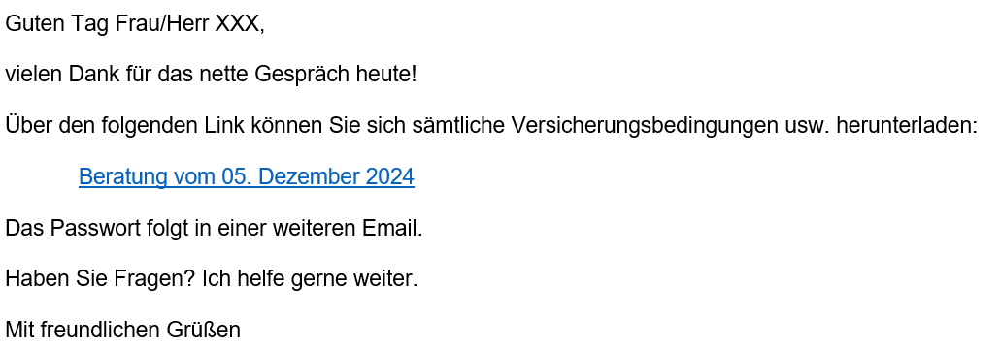 Guten Tag Frau/Herr XXX,
vielen Dank für das nette Gespräch heute!
Über den folgenden Link können Sie sich sämtliche Versicherungsbedingungen usw. herunterladen:
Beratung vom 05. Dezember 2024
Das Passwort folgt in einer weiteren Email.
Haben Sie Fragen? Ich helfe gerne weiter.
Mit freundlichen Grüßen